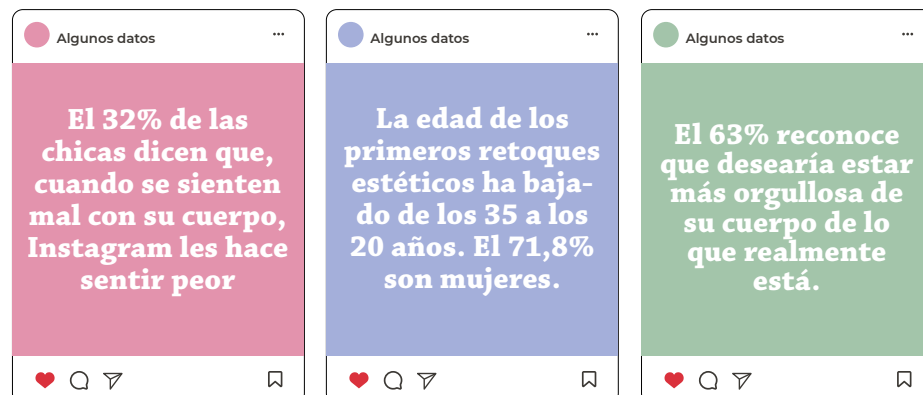 Algunos datos
El 32% de las
chicas dicen que,
cuando se sienten
mal con su cuerpo,
Instagram les hace
sentir peor
Algunos datos
La edad de los
primeros retoques
estéticos ha baja-
do de los 35 a los
20 años. El 71,8%
son mujeres.
Algunos datos
El 63% reconoce
que desearía estar
más orgullosa de
su cuerpo de lo
que realmente
está.